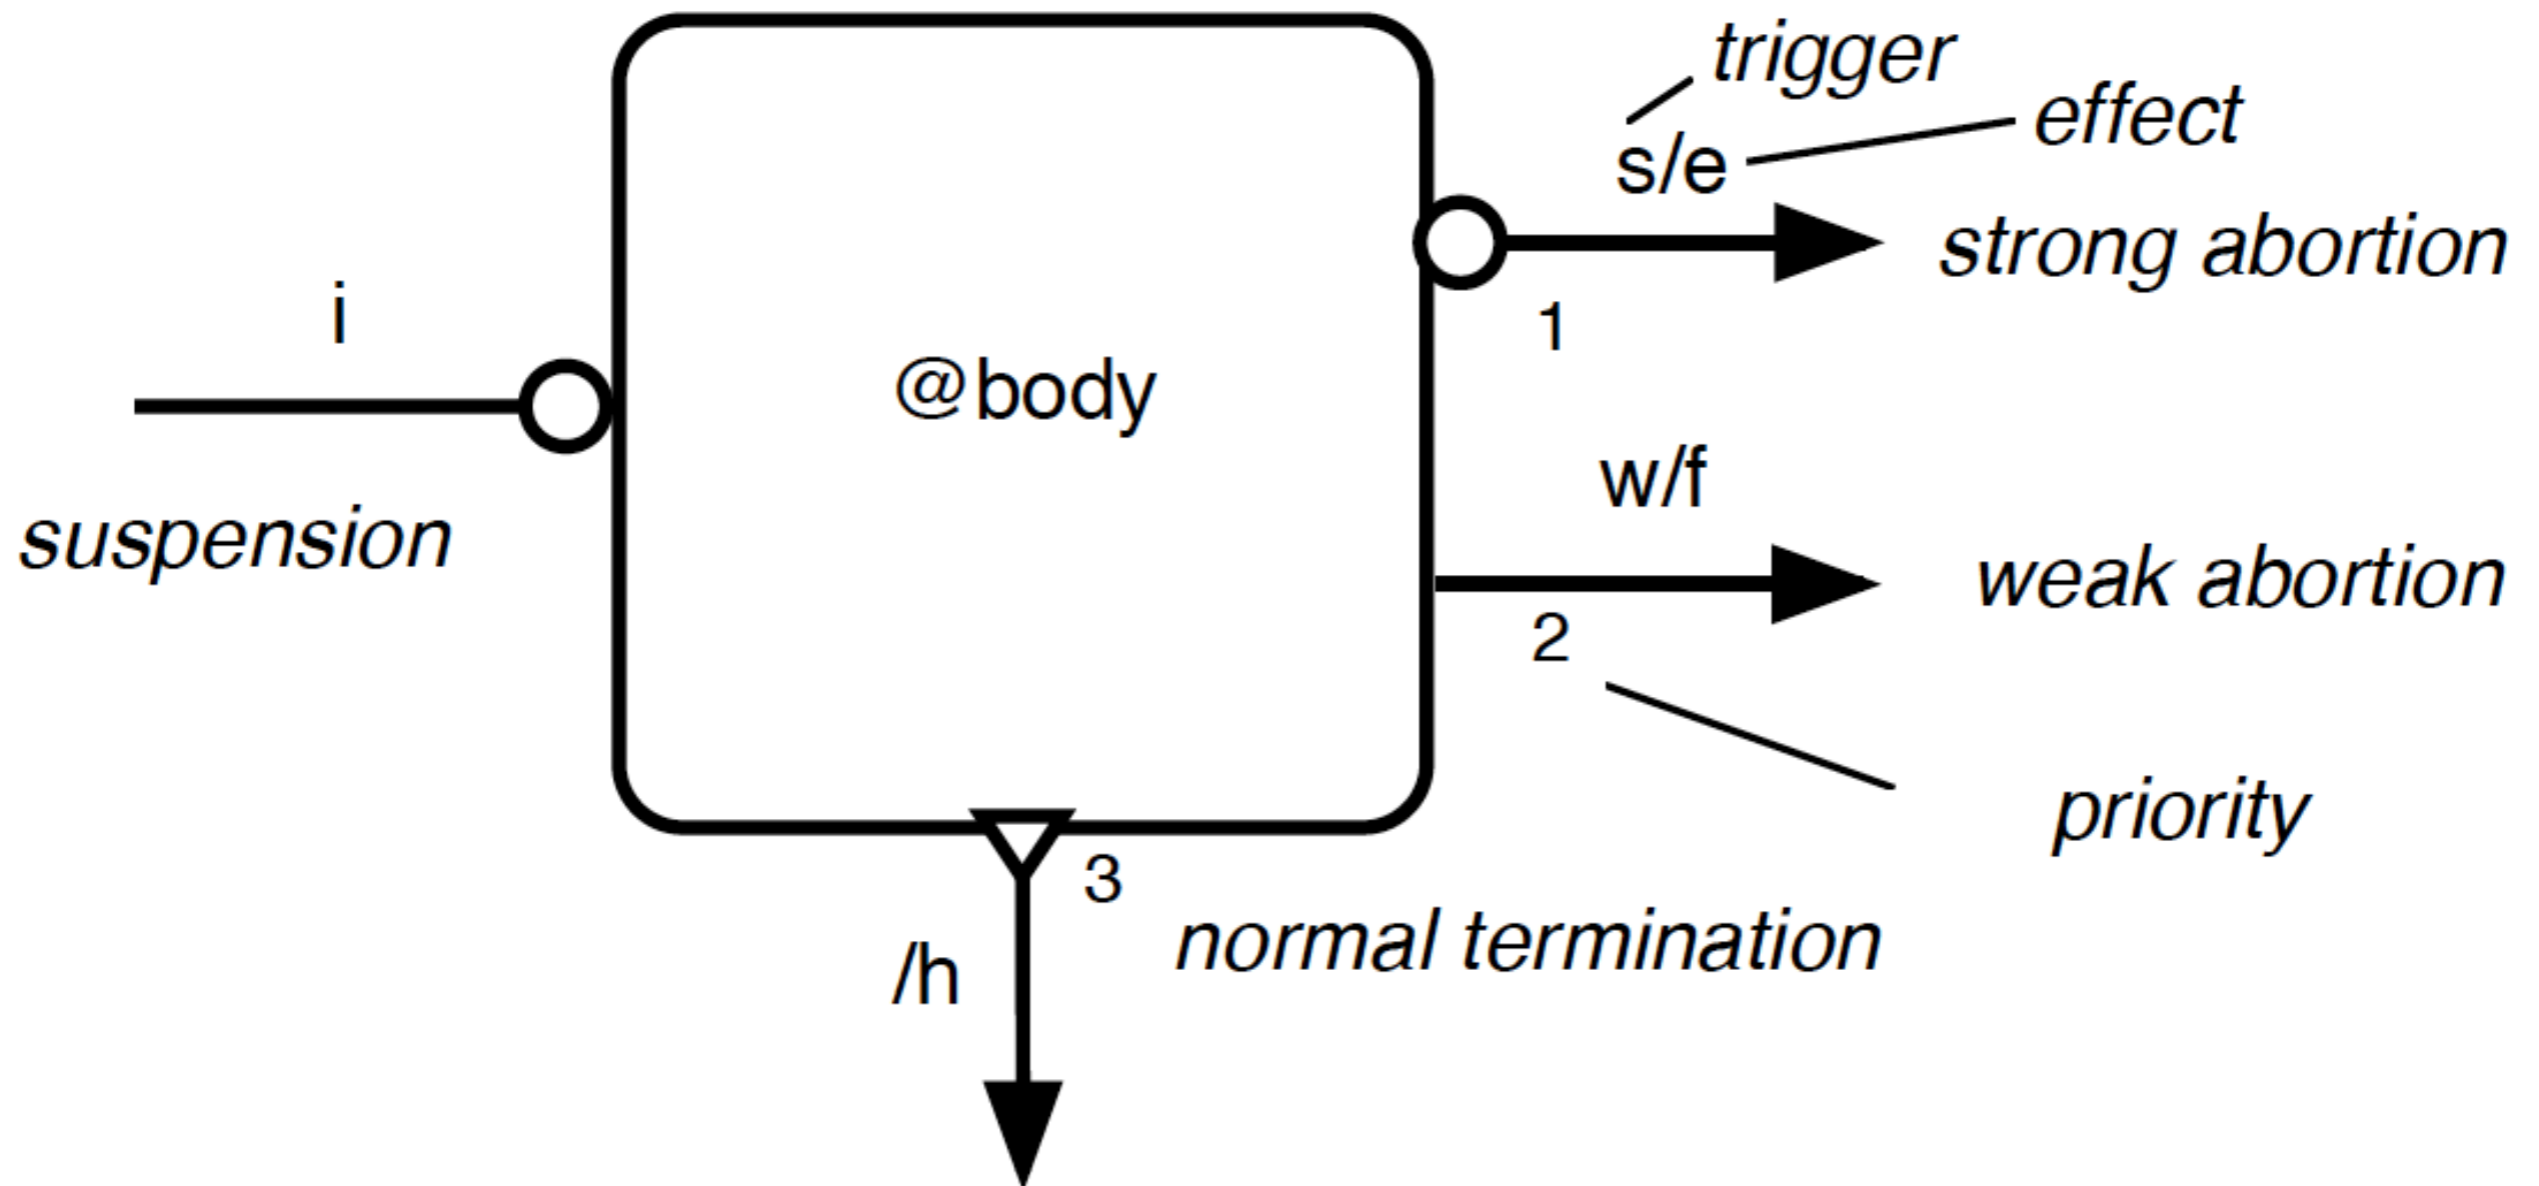 trigger
effect
s/e
strong abortion
i
1
@body
w/f
suspension
weak abortion
2
priority
3
normal termination
/h